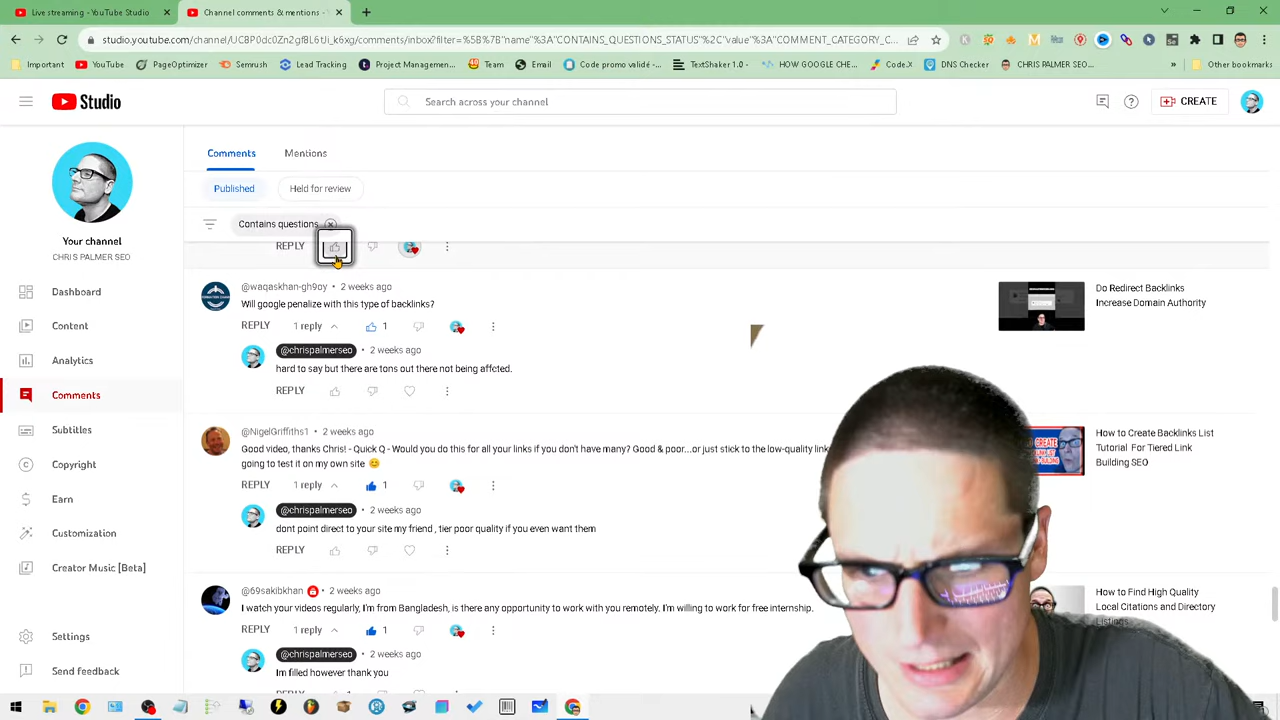 Live streaming - YouTube Studio
Channel comments & mentions -
studio.youtube.com/channel/UC8P0dc0Zn2gf8L6tJi_k6xg/comments/inbox?filter=%5B%7B"name"%3A"CONTAINS_QUESTIONS_STATUS"%2C"value"%3A"COMMENT_CATEGORY_C...
Important YouTube PageOptimizer Semrush Lead Tracking Project Managemen... Team Email Code promo validé -... TextShaker 1.0 - HOW GOOGLE CHE... Code.X DNS Checker CHRIS PALMER SEO... » Other bookmarks
Studio
Search across your channel
CREATE
Your channel
CHRIS PALMER SEO
Dashboard
Content
Analytics
Comments
Subtitles
Copyright
Earn
Customization
Creator Music [Beta]
Settings
Send feedback
Comments Mentions
Published Held for review
Contains questions
REPLY
@waqaskhan-gh9oy • 2 weeks ago
Will google penalize with this type of backlinks?
REPLY 1 reply 1
@chrispalmerseo • 2 weeks ago
hard to say but there are tons out there not being affcted.
REPLY
Do Redirect Backlinks
Increase Domain Authority
@NigelGriffiths1 • 2 weeks ago
Good video, thanks Chris! - Quick Q - Would you do this for all your links if you don't have many? Good & poor...or just stick to the low-quality link
going to test it on my own site 😊
REPLY 1 reply 1
@chrispalmerseo • 2 weeks ago
dont point direct to your site my friend , tier poor quality if you even want them
REPLY
How to Create Backlinks List
Tutorial For Tiered Link
Building SEO
@69sakibkhan • 2 weeks ago
I watch your videos regularly, I'm from Bangladesh, is there any opportunity to work with you remotely. I'm willing to work for free internship.
REPLY 1 reply 1
@chrispalmerseo • 2 weeks ago
Im filled however thank you
How to Find High Quality
Local Citations and Directory
Listings